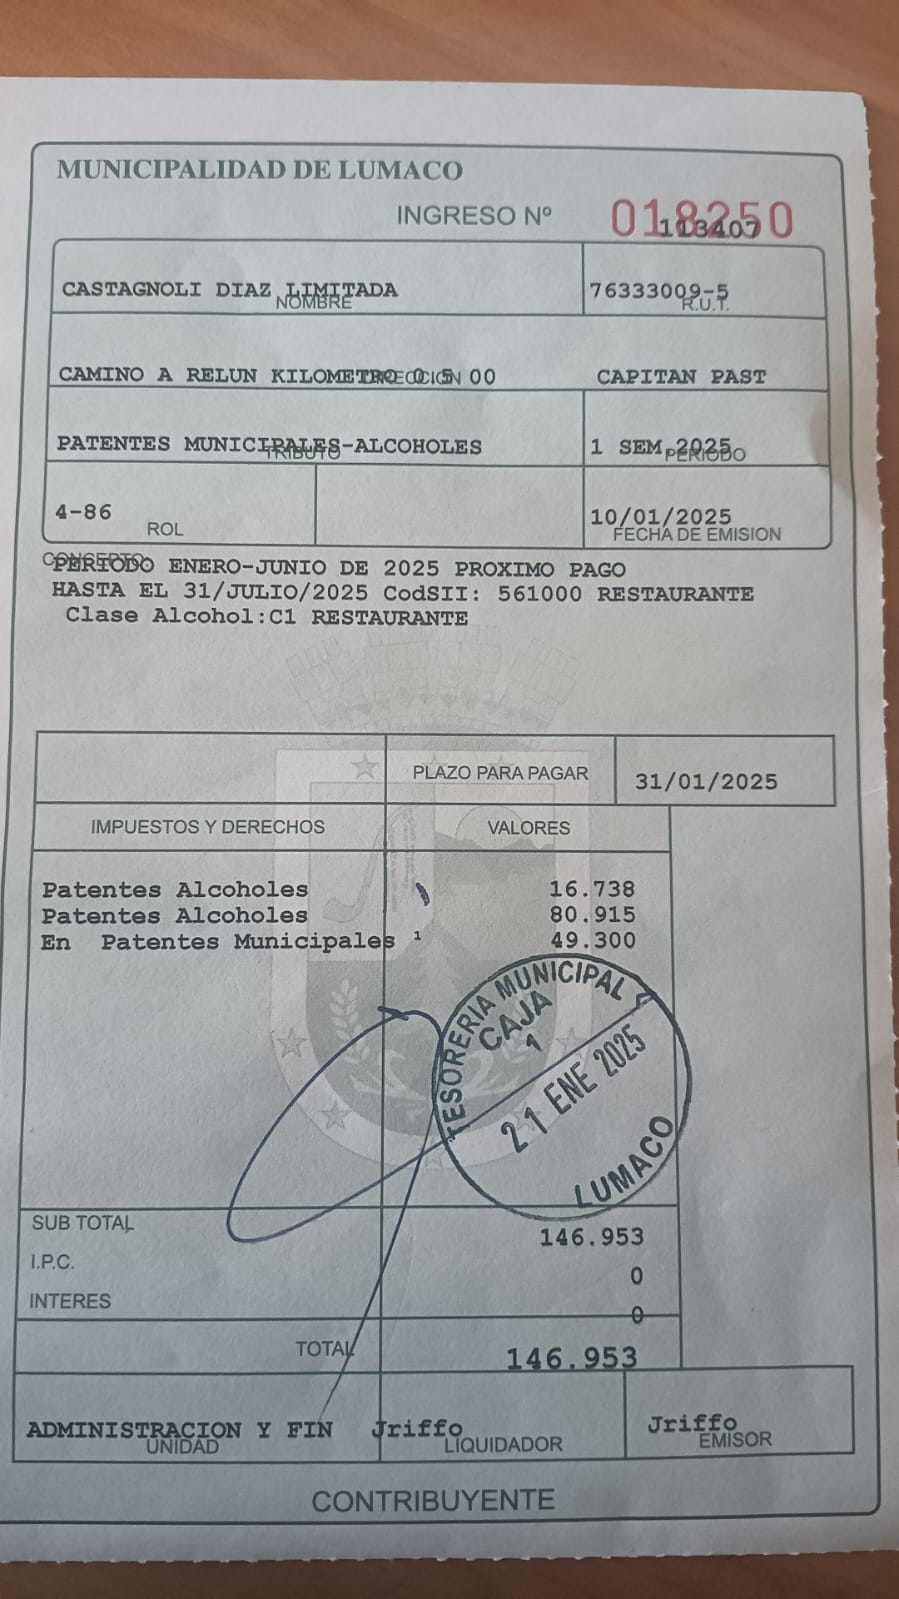 MUNICIPALIDAD DE LUMACO
INGRESO Nº 018250
113407
CASTAGNOLI DIAZ LIMITADA 76333009-5
NOMBRE R.U.T.
CAMINO A RELUN KILOMETRO 0 5 00 CAPITAN PAST
DIRECCION
PATENTES MUNICIPALES-ALCOHOLES 1 SEM 2025
TRIBUTO PERIODO
4-86 10/01/2025
ROL FECHA DE EMISION
CONCEPTO
PERIODO ENERO-JUNIO DE 2025 PROXIMO PAGO
HASTA EL 31/JULIO/2025 CodSII: 561000 RESTAURANTE
Clase Alcohol:C1 RESTAURANTE
PLAZO PARA PAGAR 31/01/2025
IMPUESTOS Y DERECHOS VALORES
Patentes Alcoholes 16.738
Patentes Alcoholes 80.915
En Patentes Municipales 1 49.300
TESORERIA MUNICIPAL
CAJA
1
21 ENE 2025
LUMACO
SUB TOTAL 146.953
I.P.C. 0
INTERES 0
TOTAL 146.953
ADMINISTRACION Y FIN Jriffo Jriffo
UNIDAD LIQUIDADOR EMISOR
CONTRIBUYENTE